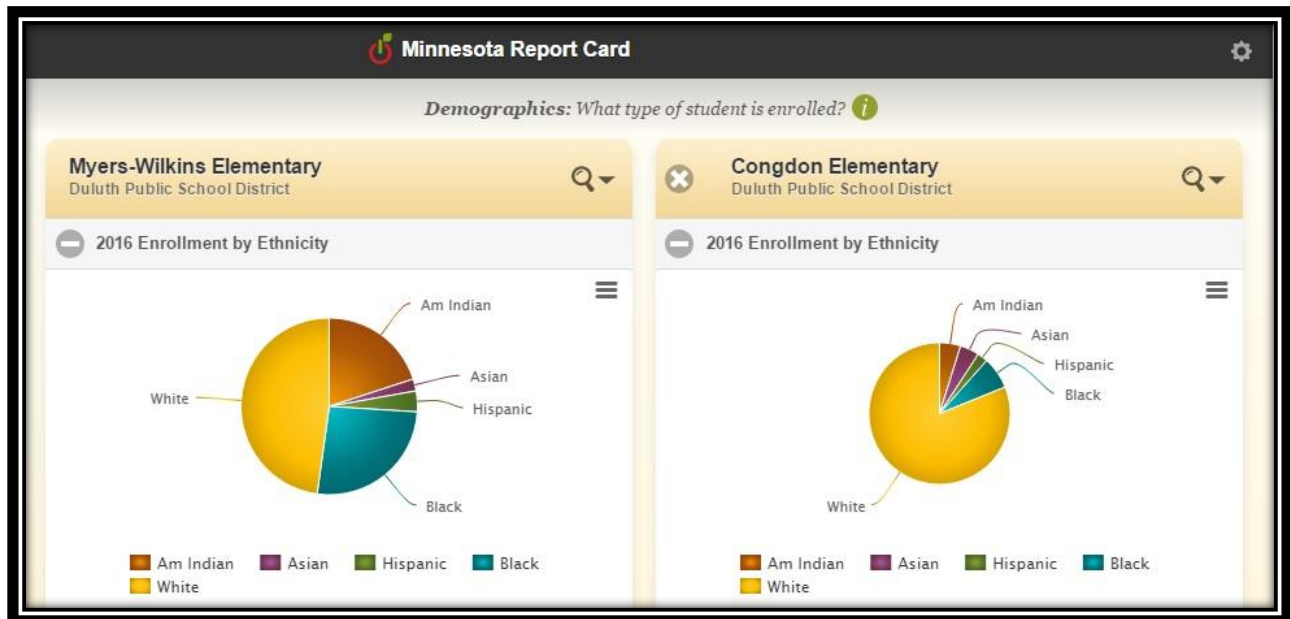 Minnesota Report Card
Demographics: What type of student is enrolled? i
Myers-Wilkins Elementary
Duluth Public School District
2016 Enrollment by Ethnicity
Am Indian
Asian
Hispanic
Black
White
Am Indian Asian Hispanic Black
White
Congdon Elementary
Duluth Public School District
2016 Enrollment by Ethnicity
Am Indian
Asian
Hispanic
Black
White
Am Indian Asian Hispanic Black
White